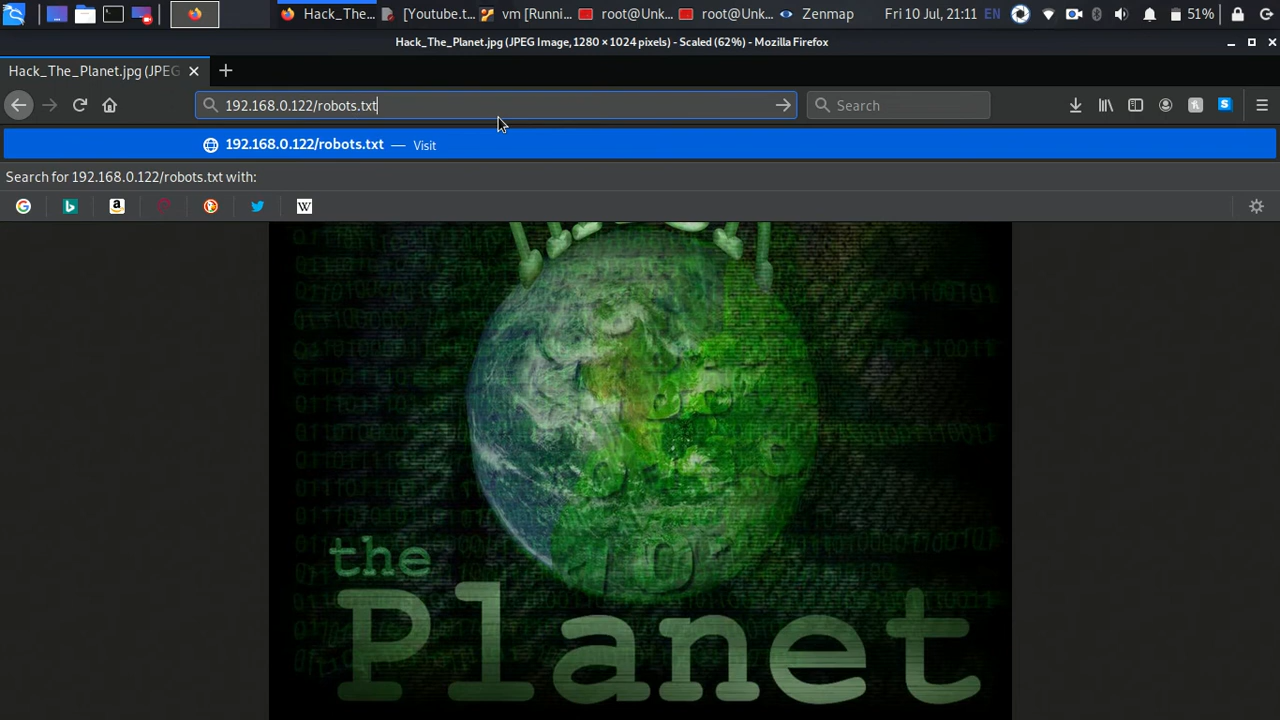 Hack_The... [Youtube.t... vm [Runni... root@Unk... root@Unk... Zenmap Fri 10 Jul, 21:11 EN 51%
Hack_The_Planet.jpg (JPEG Image, 1280 × 1024 pixels) - Scaled (62%) - Mozilla Firefox
Hack_The_Planet.jpg (JPEG
192.168.0.122/robots.txt Search
192.168.0.122/robots.txt — Visit
Search for 192.168.0.122/robots.txt with:
the
Planet